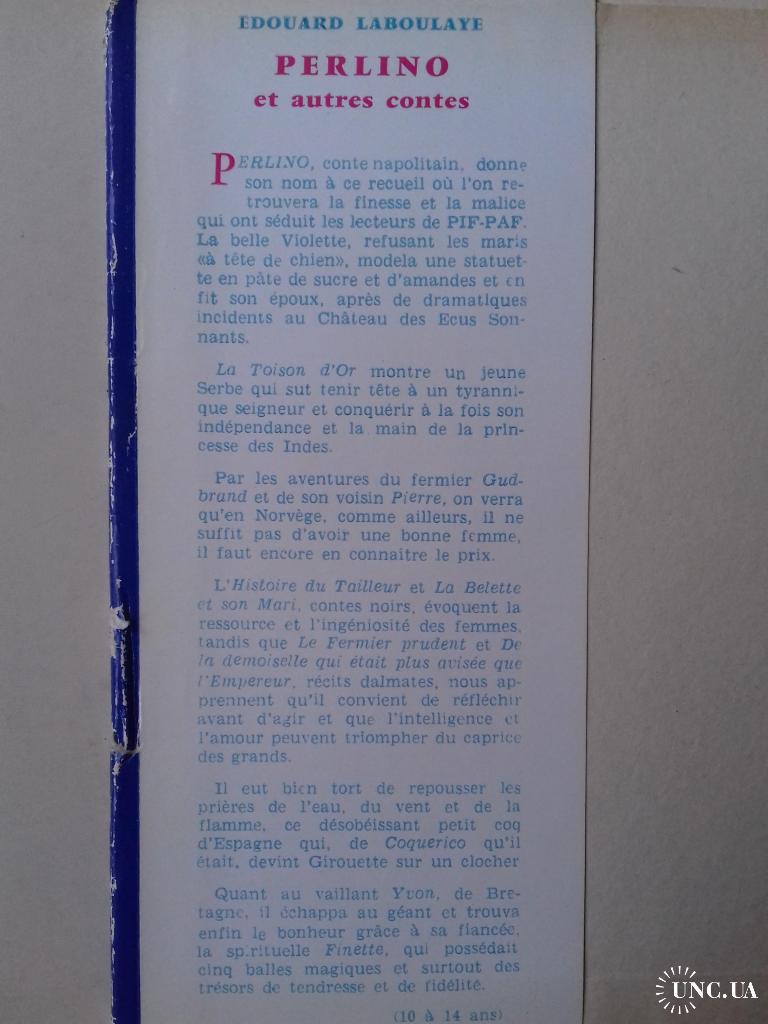 EDOUARD LABOULAYE
PERLINO
et autres contes
PERLINO, conte napolitain, donne
son nom à ce recueil où l'on re-
trouvera la finesse et la malice
qui ont séduit les lecteurs de PIF-PAF.
La belle Violette, refusant les maris
«à tête de chien», modela une statuet-
te en pâte de sucre et d'amandes et en
fit son époux, après de dramatiques
incidents au Château des Ecus Son-
nants.
La Toison d'Or montre un jeune
Serbe qui sut tenir tête à un tyranni-
que seigneur et conquérir à la fois son
indépendance et la main de la prin-
cesse des Indes.
Par les aventures du fermier Gud-
brand et de son voisin Pierre, on verra
qu'en Norvège, comme ailleurs, il ne
suffit pas d'avoir une bonne femme,
il faut encore en connaître le prix.
L'Histoire du Tailleur et La Belette
et son Mari, contes noirs, évoquent la
ressource et l'ingéniosité des femmes,
tandis que Le Fermier prudent et De
la demoiselle qui était plus avisée que
l'Empereur, récits dalmates, nous ap-
prennent qu'il convient de réfléchir
avant d'agir et que l'intelligence et
l'amour peuvent triompher du caprice
des grands.
Il eut bien tort de repousser les
prières de l'eau, du vent et de la
flamme, ce désobéissant petit coq
d'Espagne qui, de Coquerico qu'il
était, devint Girouette sur un clocher
Quant au vaillant Yvon, de Bre-
tagne, il échappa au géant et trouva
enfin le bonheur grâce à sa fiancée,
la spirituelle Finette, qui possédait
cinq balles magiques et surtout des
trésors de tendresse et de fidélité.
(10 à 14 ans)
UNC.UA